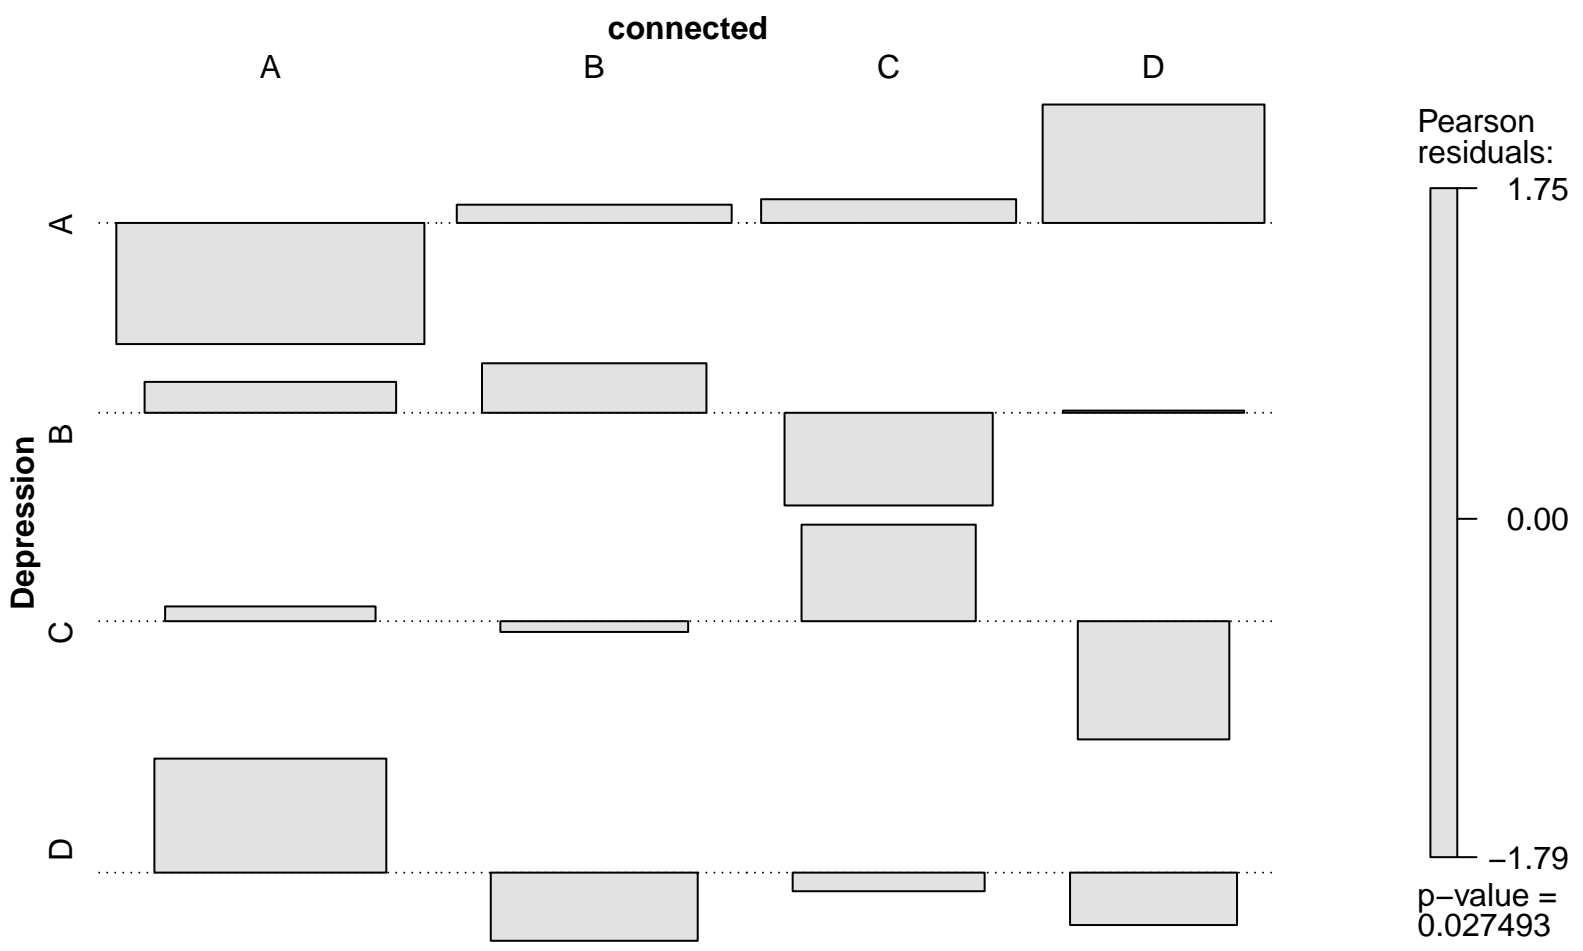 connected
A B C D
A
B
C
D
Depression
Pearson
residuals:
1.75
0.00
−1.79
p−value =
0.027493